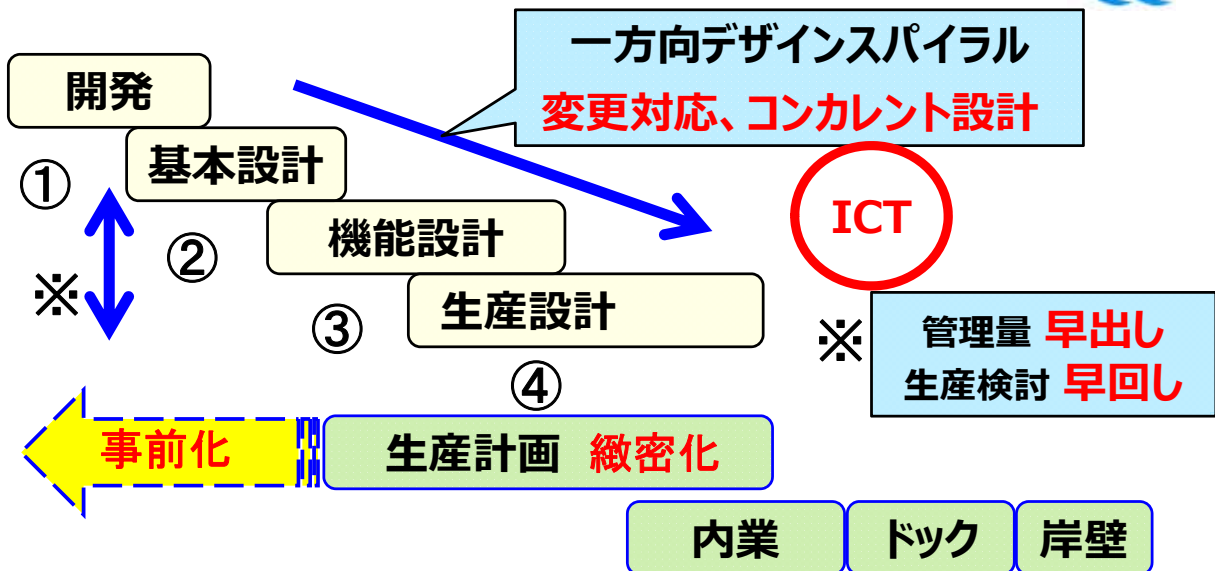 一方向デザインスパイラル
変更対応、コンカレント設計
開発
①
基本設計
ICT
※
②
機能設計
③
生産設計
※
管理量 早出し
生産検討 早回し
④
事前化
生産計画 緻密化
内業
ドック
岸壁